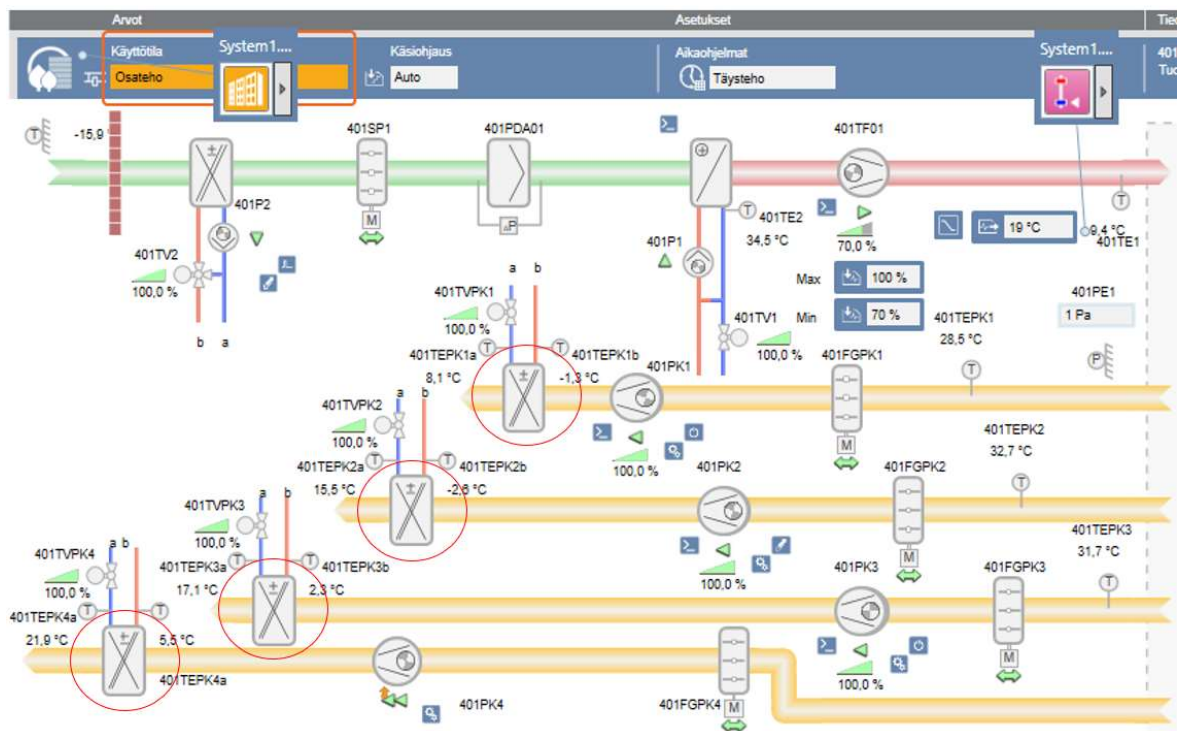 Arvot Asetukset Tied
Käyttötila System1.... Käsiohjaus Aikaohjelmat System1.... 401
Osateho Auto Täysteho Tuo
T -15,9 401SP1 401PDA01 401TF01
M ΔP T
401P2 T 401TE2 34,5 °C
70,0 % 19 °C 9,4 °C
401TE1
401TV2 100,0 %
401P1
Max 100 %
Min 70 %
401PE1
1 Pa
b a
a b
401TVPK1 100,0 %
401TV1 100,0 %
401TEPK1 28,5 °C
401TEPK1a T T 401TEPK1b
8,1 °C -1,3 °C
401PK1 100,0 %
401FGPK1 M T P
a b
401TVPK2 100,0 %
401TEPK2 32,7 °C
401TEPK2a T T 401TEPK2b
15,5 °C -2,6 °C
401PK2 100,0 %
401FGPK2 M T
a b
401TVPK3 100,0 %
401TEPK3 31,7 °C
401TEPK3a T T 401TEPK3b
17,1 °C 2,3 °C
401PK3 100,0 %
401FGPK3 M T
a b
401TVPK4 100,0 %
401TEPK4a T T
21,9 °C 5,5 °C
401TEPK4a
401PK4
401FGPK4 M